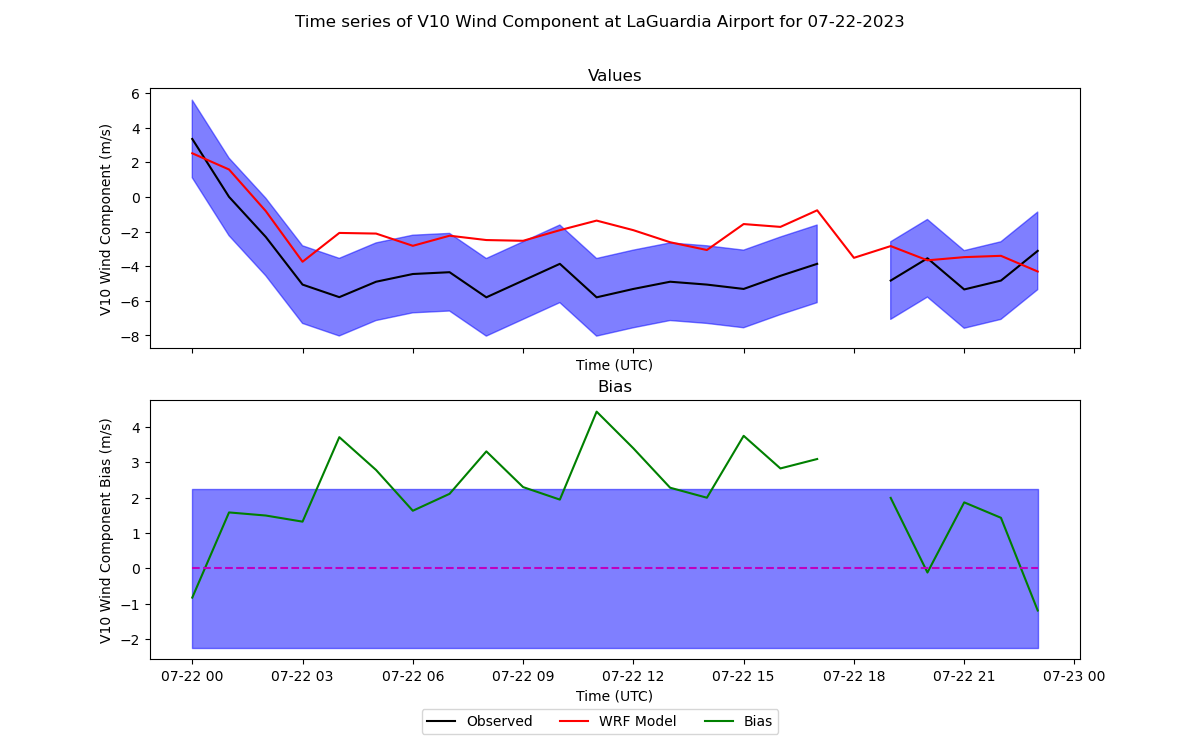 Time series of V10 Wind Component at LaGuardia Airport for 07-22-2023
Values
V10 Wind Component (m/s)
6
4
2
0
−2
−4
−6
−8
Time (UTC)
Bias
V10 Wind Component Bias (m/s)
4
3
2
1
0
−1
−2
07-22 00 07-22 03 07-22 06 07-22 09 07-22 12 07-22 15 07-22 18 07-22 21 07-23 00
Time (UTC)
Observed WRF Model Bias